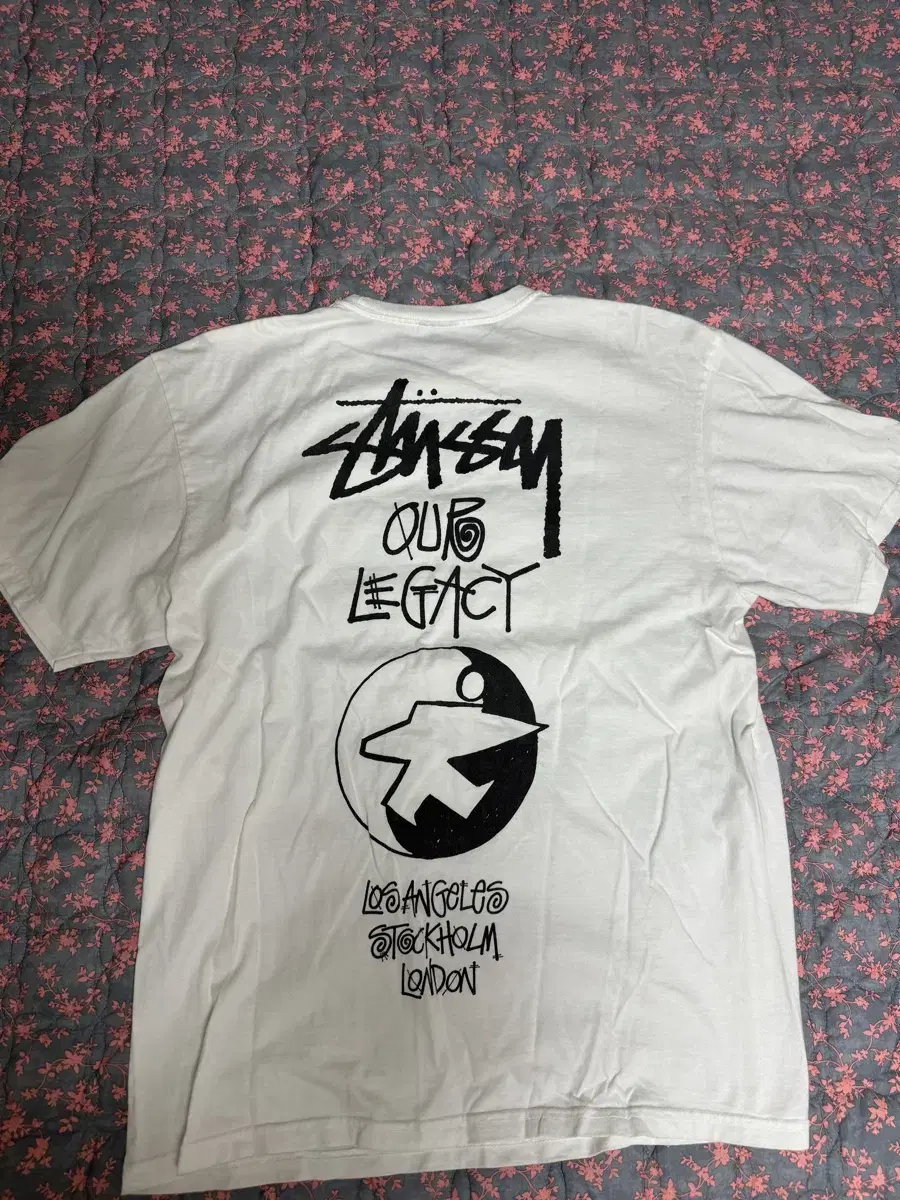 STÜSSY
OUR
LEGACY
LOS ANGELES
STOCKHOLM
LONDON